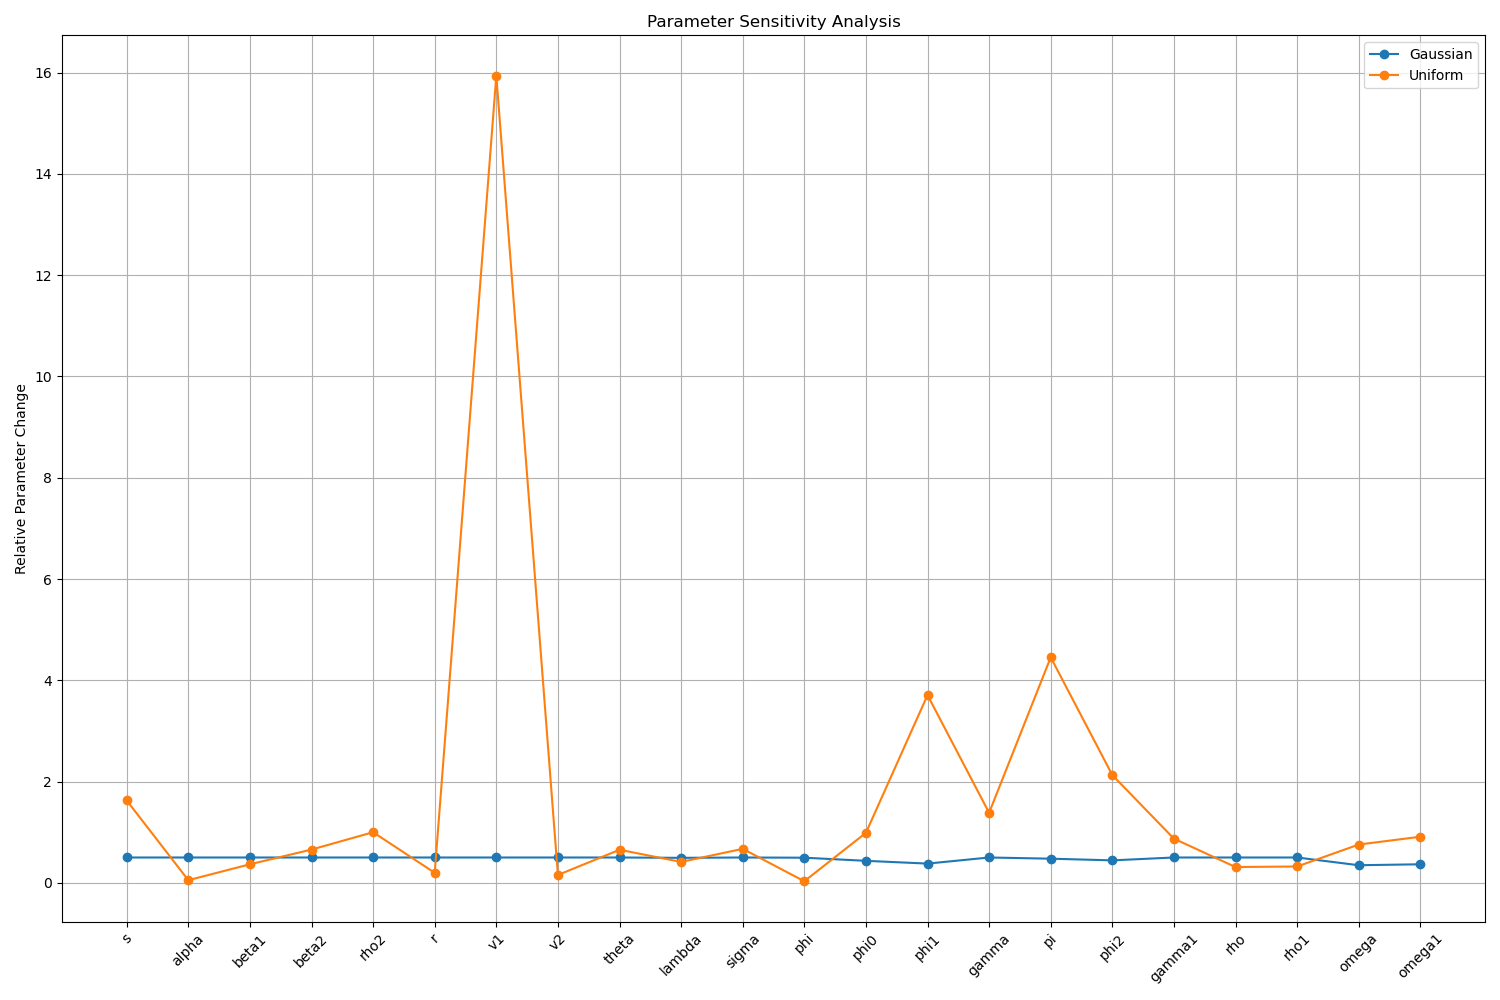 Parameter Sensitivity Analysis
Gaussian
Uniform
Relative Parameter Change
16
14
12
10
8
6
4
2
0
s
alpha
beta1
beta2
rho2
r
v1
v2
theta
lambda
sigma
phi
phi0
phi1
gamma
pi
phi2
gamma1
rho
rho1
omega
omega1